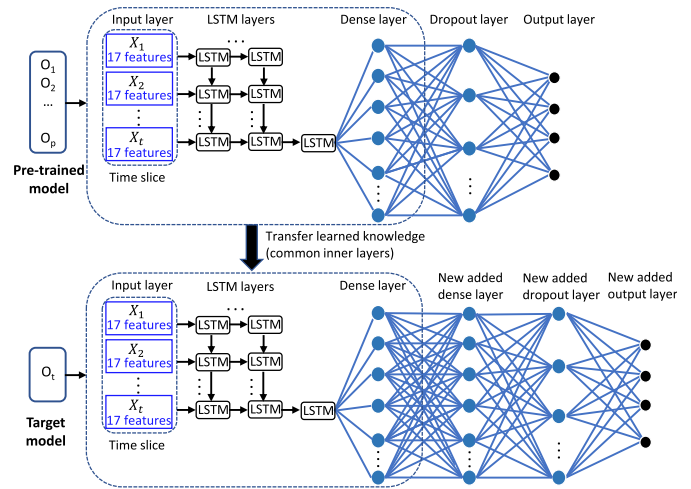 Input layer
LSTM layers
Dense layer
Dropout layer
Output layer
O1
O2
...
Op
Pre-trained
model
X1
17 features
X2
17 features
Xt
17 features
Time slice
...
LSTM
LSTM
LSTM
LSTM
LSTM
LSTM
LSTM
Transfer learned knowledge
(common inner layers)
Input layer
LSTM layers
Dense layer
New added
dense layer
New added
dropout layer
New added
output layer
Ot
Target
model
X1
17 features
X2
17 features
Xt
17 features
Time slice
...
LSTM
LSTM
LSTM
LSTM
LSTM
LSTM
LSTM